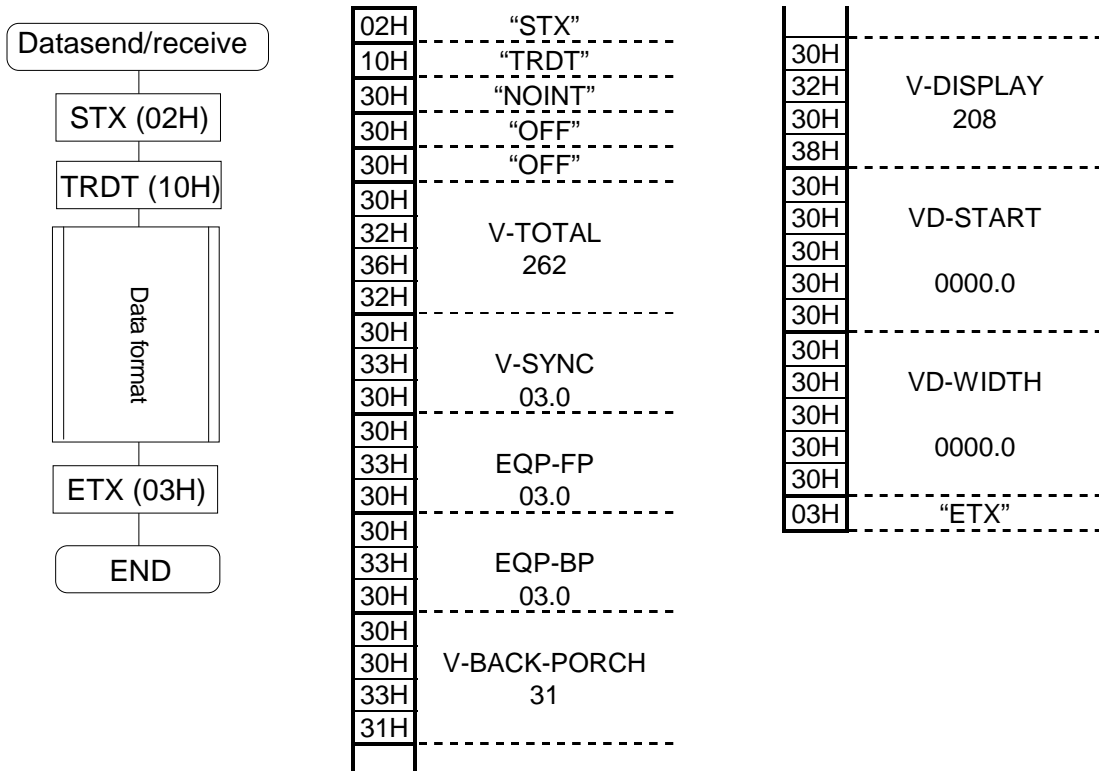 Datasend/receive
STX (02H)
TRDT (10H)
Data format
ETX (03H)
END
02H "STX"
10H "TRDT"
30H "NOINT"
30H "OFF"
30H "OFF"
30H
32H V-TOTAL
36H 262
32H
30H
33H V-SYNC
30H 03.0
30H
33H EQP-FP
30H 03.0
30H
33H EQP-BP
30H 03.0
30H
30H V-BACK-PORCH
33H 31
31H
30H
32H V-DISPLAY
30H 208
38H
30H
30H VD-START
30H
30H 0000.0
30H
30H
30H VD-WIDTH
30H
30H 0000.0
30H
03H "ETX"